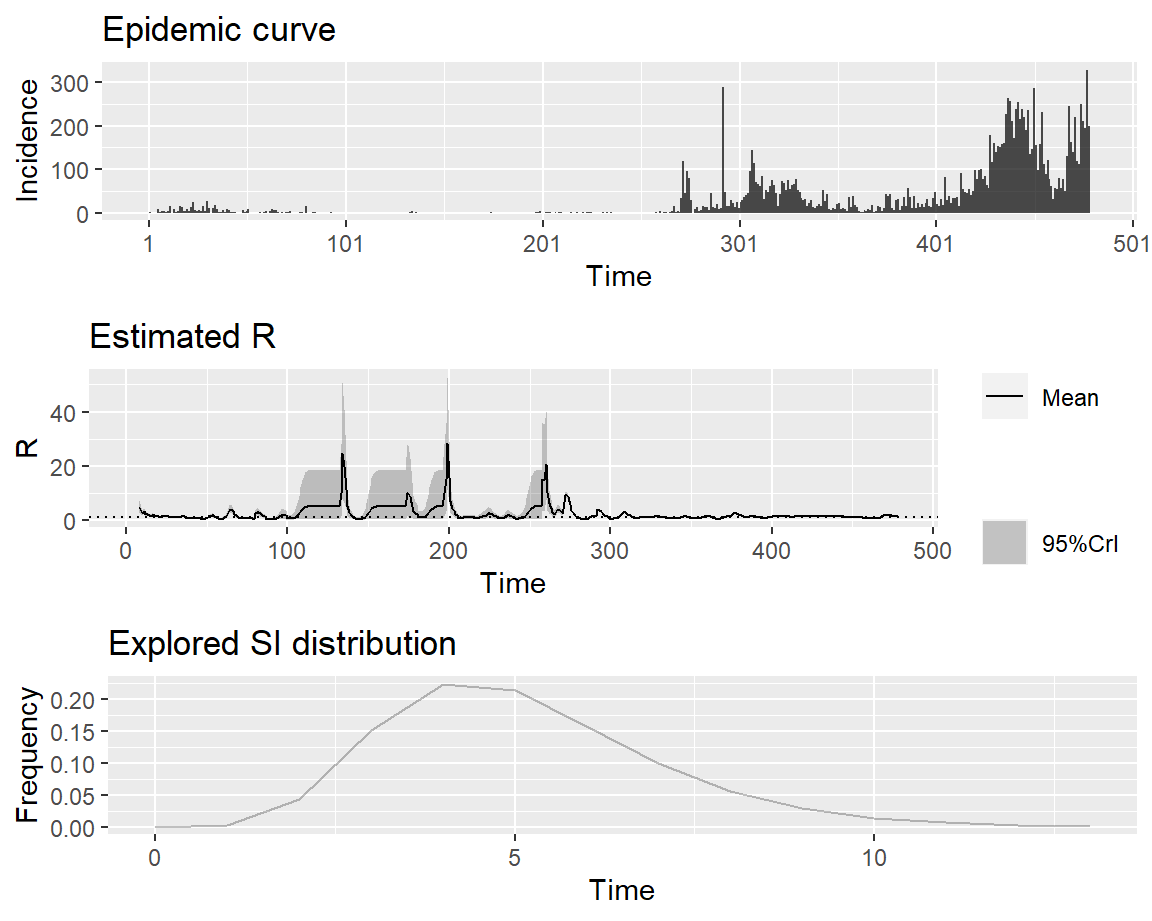 Epidemic curve
Incidence
300
200
100
0
1 101 201 301 401 501
Time
Estimated R
R
40
20
0
0 100 200 300 400 500
Time
Mean
95%CrI
Explored SI distribution
Frequency
0.20
0.15
0.10
0.05
0.00
0 5 10
Time